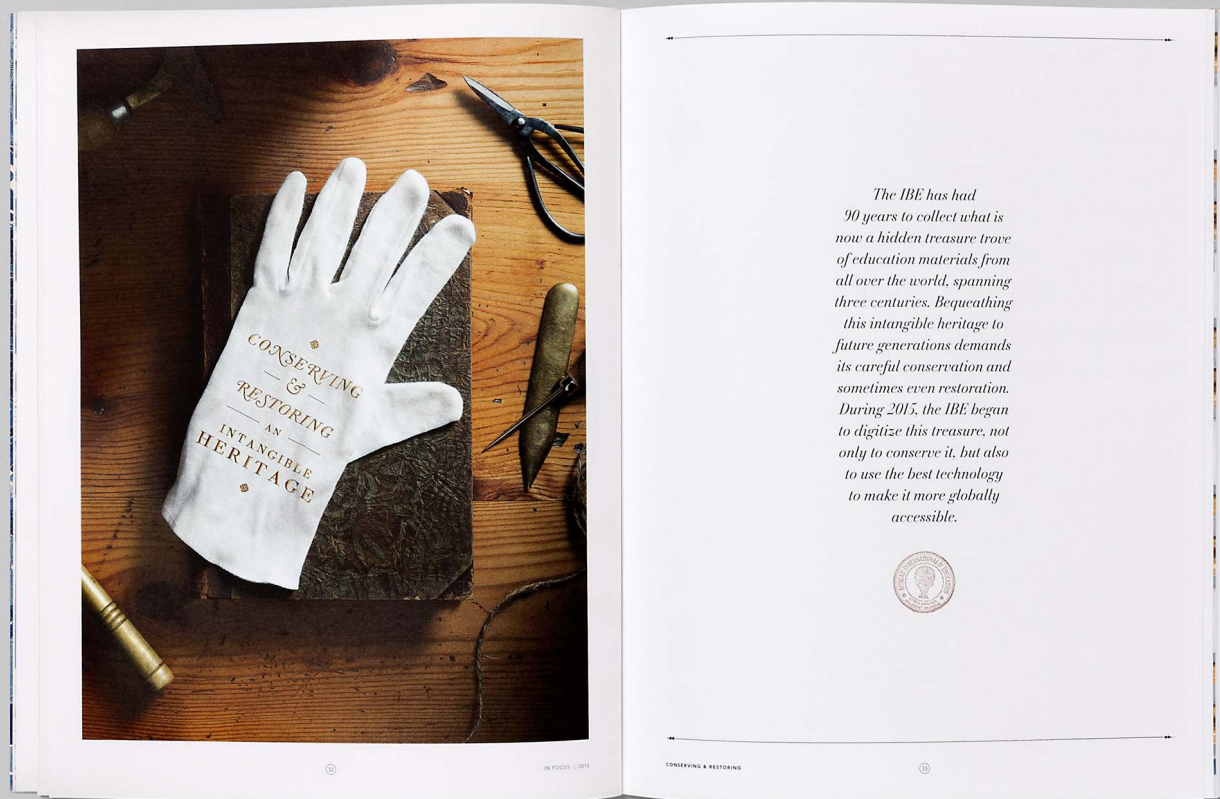 CONSERVING
&
RESTORING
AN
INTANGIBLE
HERITAGE
32
IN FOCUS | 2015
The IBE has had
90 years to collect what is
now a hidden treasure trove
of education materials from
all over the world, spanning
three centuries. Bequeathing
this intangible heritage to
future generations demands
its careful conservation and
sometimes even restoration.
During 2015, the IBE began
to digitize this treasure, not
only to conserve it, but also
to use the best technology
to make it more globally
accessible.
BUREAU INTERNATIONAL D'EDUCATION
CONSERVING & RESTORING
33